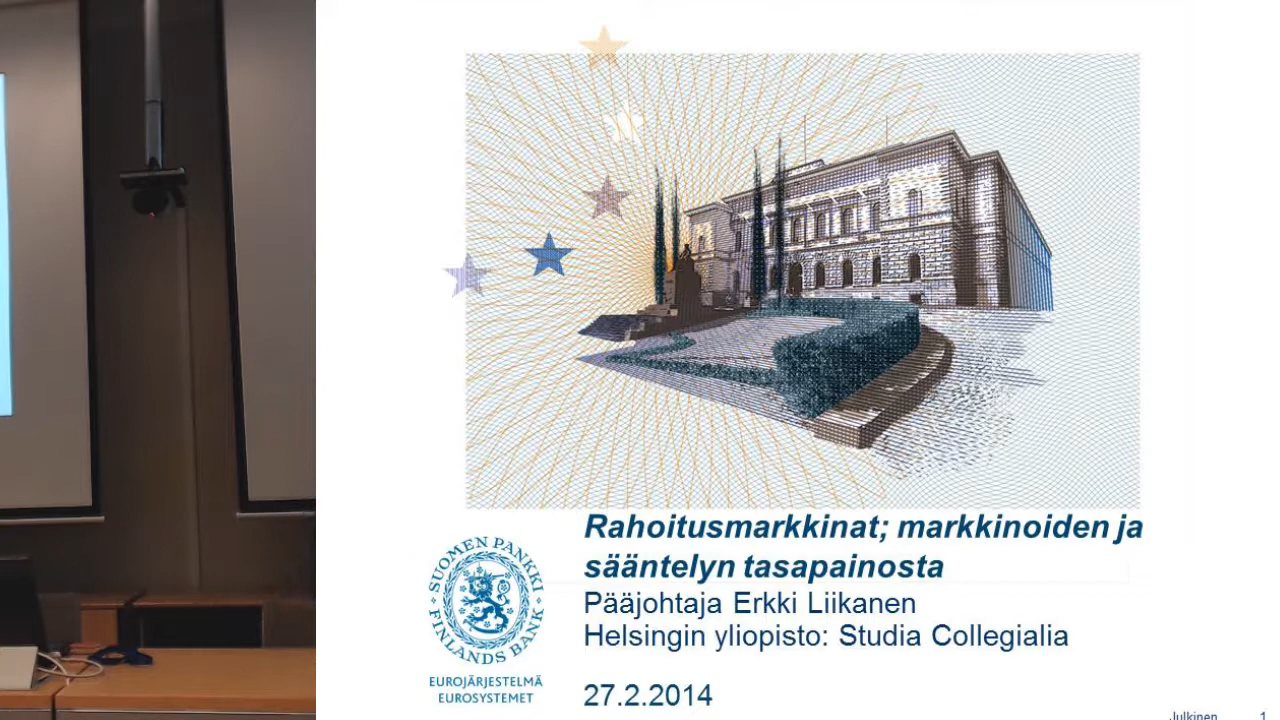 Rahoitusmarkkinat; markkinoiden ja
sääntelyn tasapainosta
Pääjohtaja Erkki Liikanen
Helsingin yliopisto: Studia Collegialia
27.2.2014
SUOMEN PANKKI
FINLANDS BANK
EUROJÄRJESTELMÄ
EUROSYSTEMET
Julkinen 1